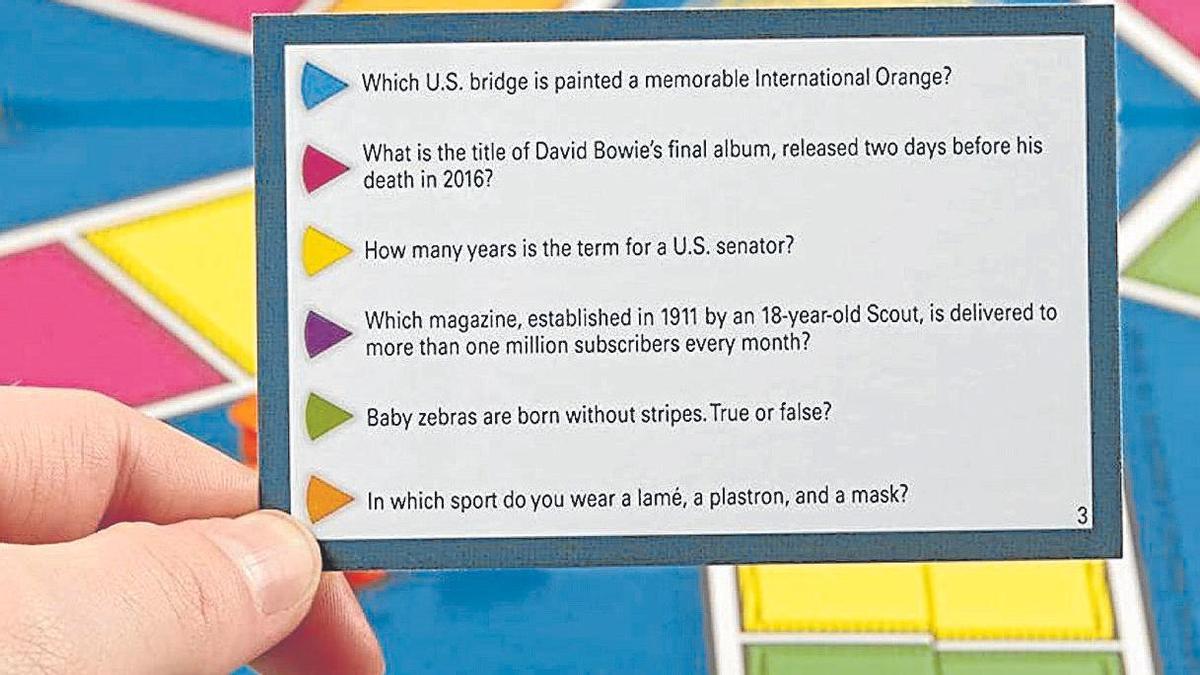 Which U.S. bridge is painted a memorable International Orange?
What is the title of David Bowie's final album, released two days before his
death in 2016?
How many years is the term for a U.S. senator?
Which magazine, established in 1911 by an 18-year-old Scout, is delivered to
more than one million subscribers every month?
Baby zebras are born without stripes. True or false?
In which sport do you wear a lamé, a plastron, and a mask?
3